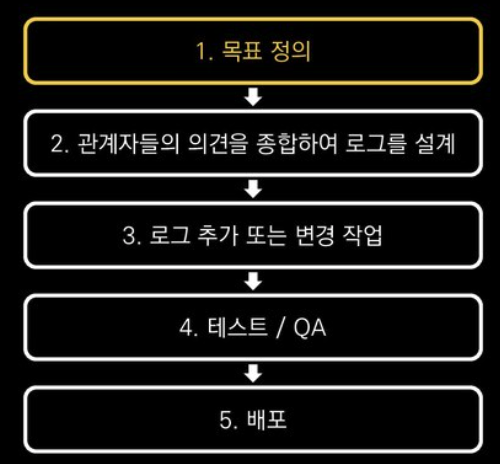 1. 목표 정의
2. 관계자들의 의견을 종합하여 로그를 설계
3. 로그 추가 또는 변경 작업
4. 테스트 / QA
5. 배포